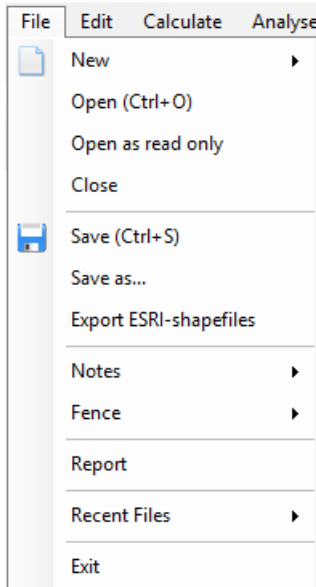 File Edit Calculate Analyse
New
Open (Ctrl+O)
Open as read only
Close
Save (Ctrl+S)
Save as...
Export ESRI-shapefiles
Notes
Fence
Report
Recent Files
Exit